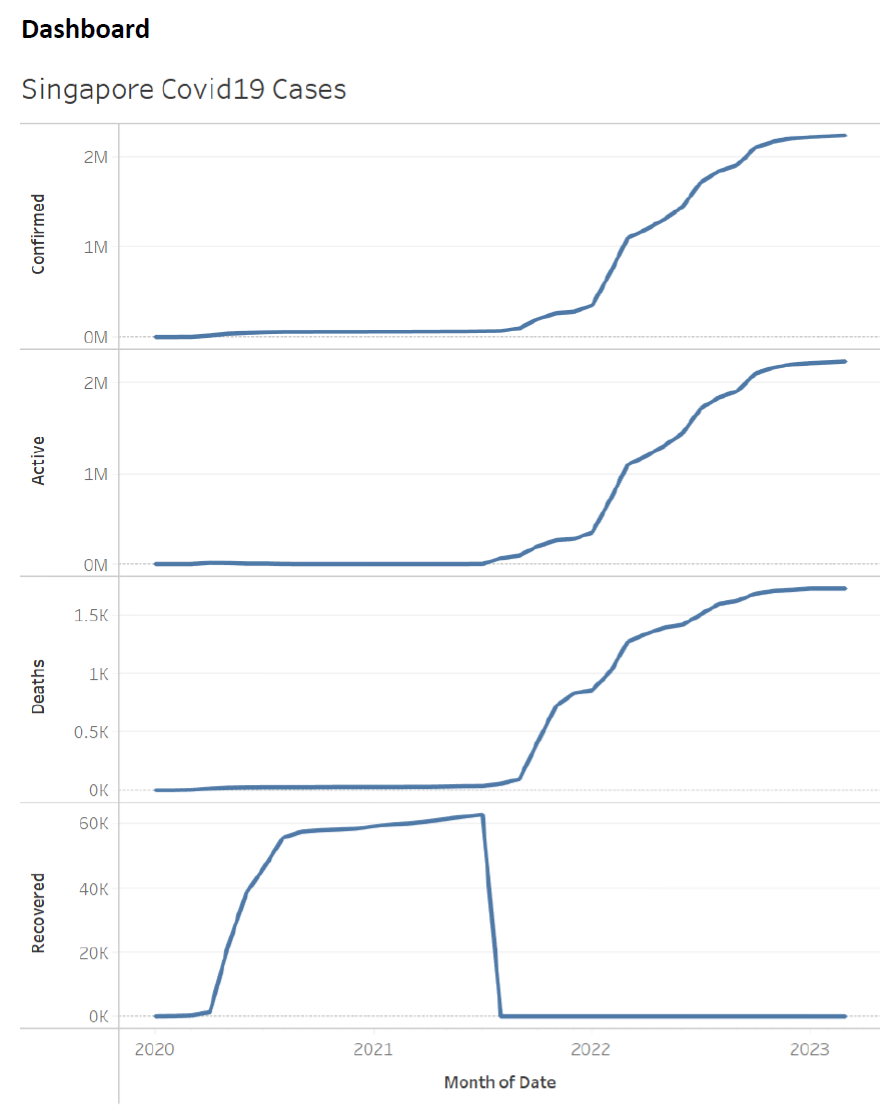 Dashboard
Singapore Covid19 Cases
Confirmed
2M
1M
0M
Active
2M
1M
0M
Deaths
1.5K
1K
0.5K
0K
Recovered
60K
40K
20K
0K
2020 2021 2022 2023
Month of Date